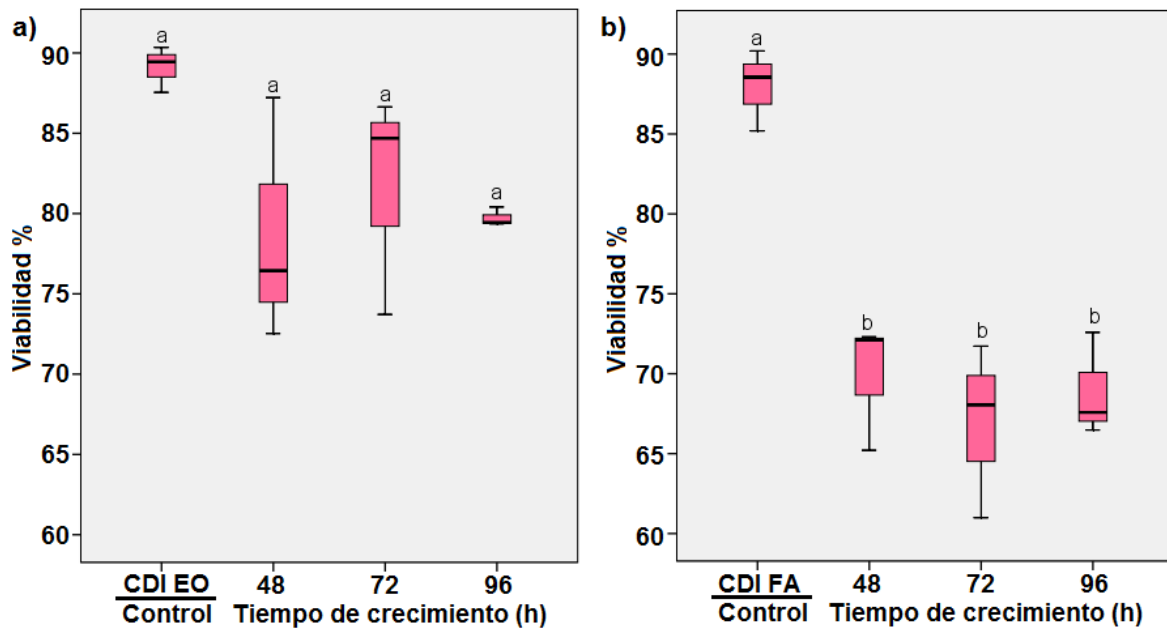 a)
90
85
80
75
70
65
60
Viabilidad %
a
a
a
a
CDI EO 48 72 96
Control Tiempo de crecimiento (h)
b)
90
85
80
75
70
65
60
Viabilidad %
a
b
b
b
CDI FA 48 72 96
Control Tiempo de crecimiento (h)